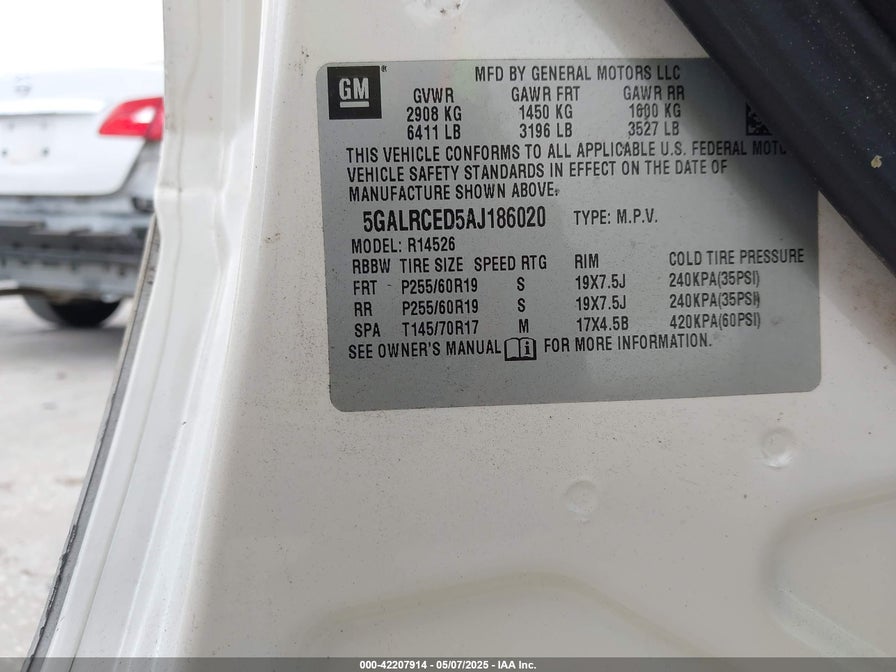 GM ®
MFD BY GENERAL MOTORS LLC
GVWR GAWR FRT GAWR RR
2908 KG 1450 KG 1600 KG
6411 LB 3196 LB 3527 LB
THIS VEHICLE CONFORMS TO ALL APPLICABLE U.S. FEDERAL
VEHICLE SAFETY STANDARDS IN EFFECT ON THE DATE OF
MANUFACTURE SHOWN ABOVE.
5GALRCED5AJ186020 TYPE: M.P.V.
MODEL: R14526
RBBW TIRE SIZE SPEED RTG RIM COLD TIRE PRESSURE
FRT P255/60R19 S 19X7.5J 240KPA(35PSI)
RR P255/60R19 S 19X7.5J 240KPA(35PSI)
SPA T145/70R17 M 17X4.5B 420KPA(60PSI)
SEE OWNER'S MANUAL i FOR MORE INFORMATION.
000-42207914 - 05/07/2025 - IAA Inc.